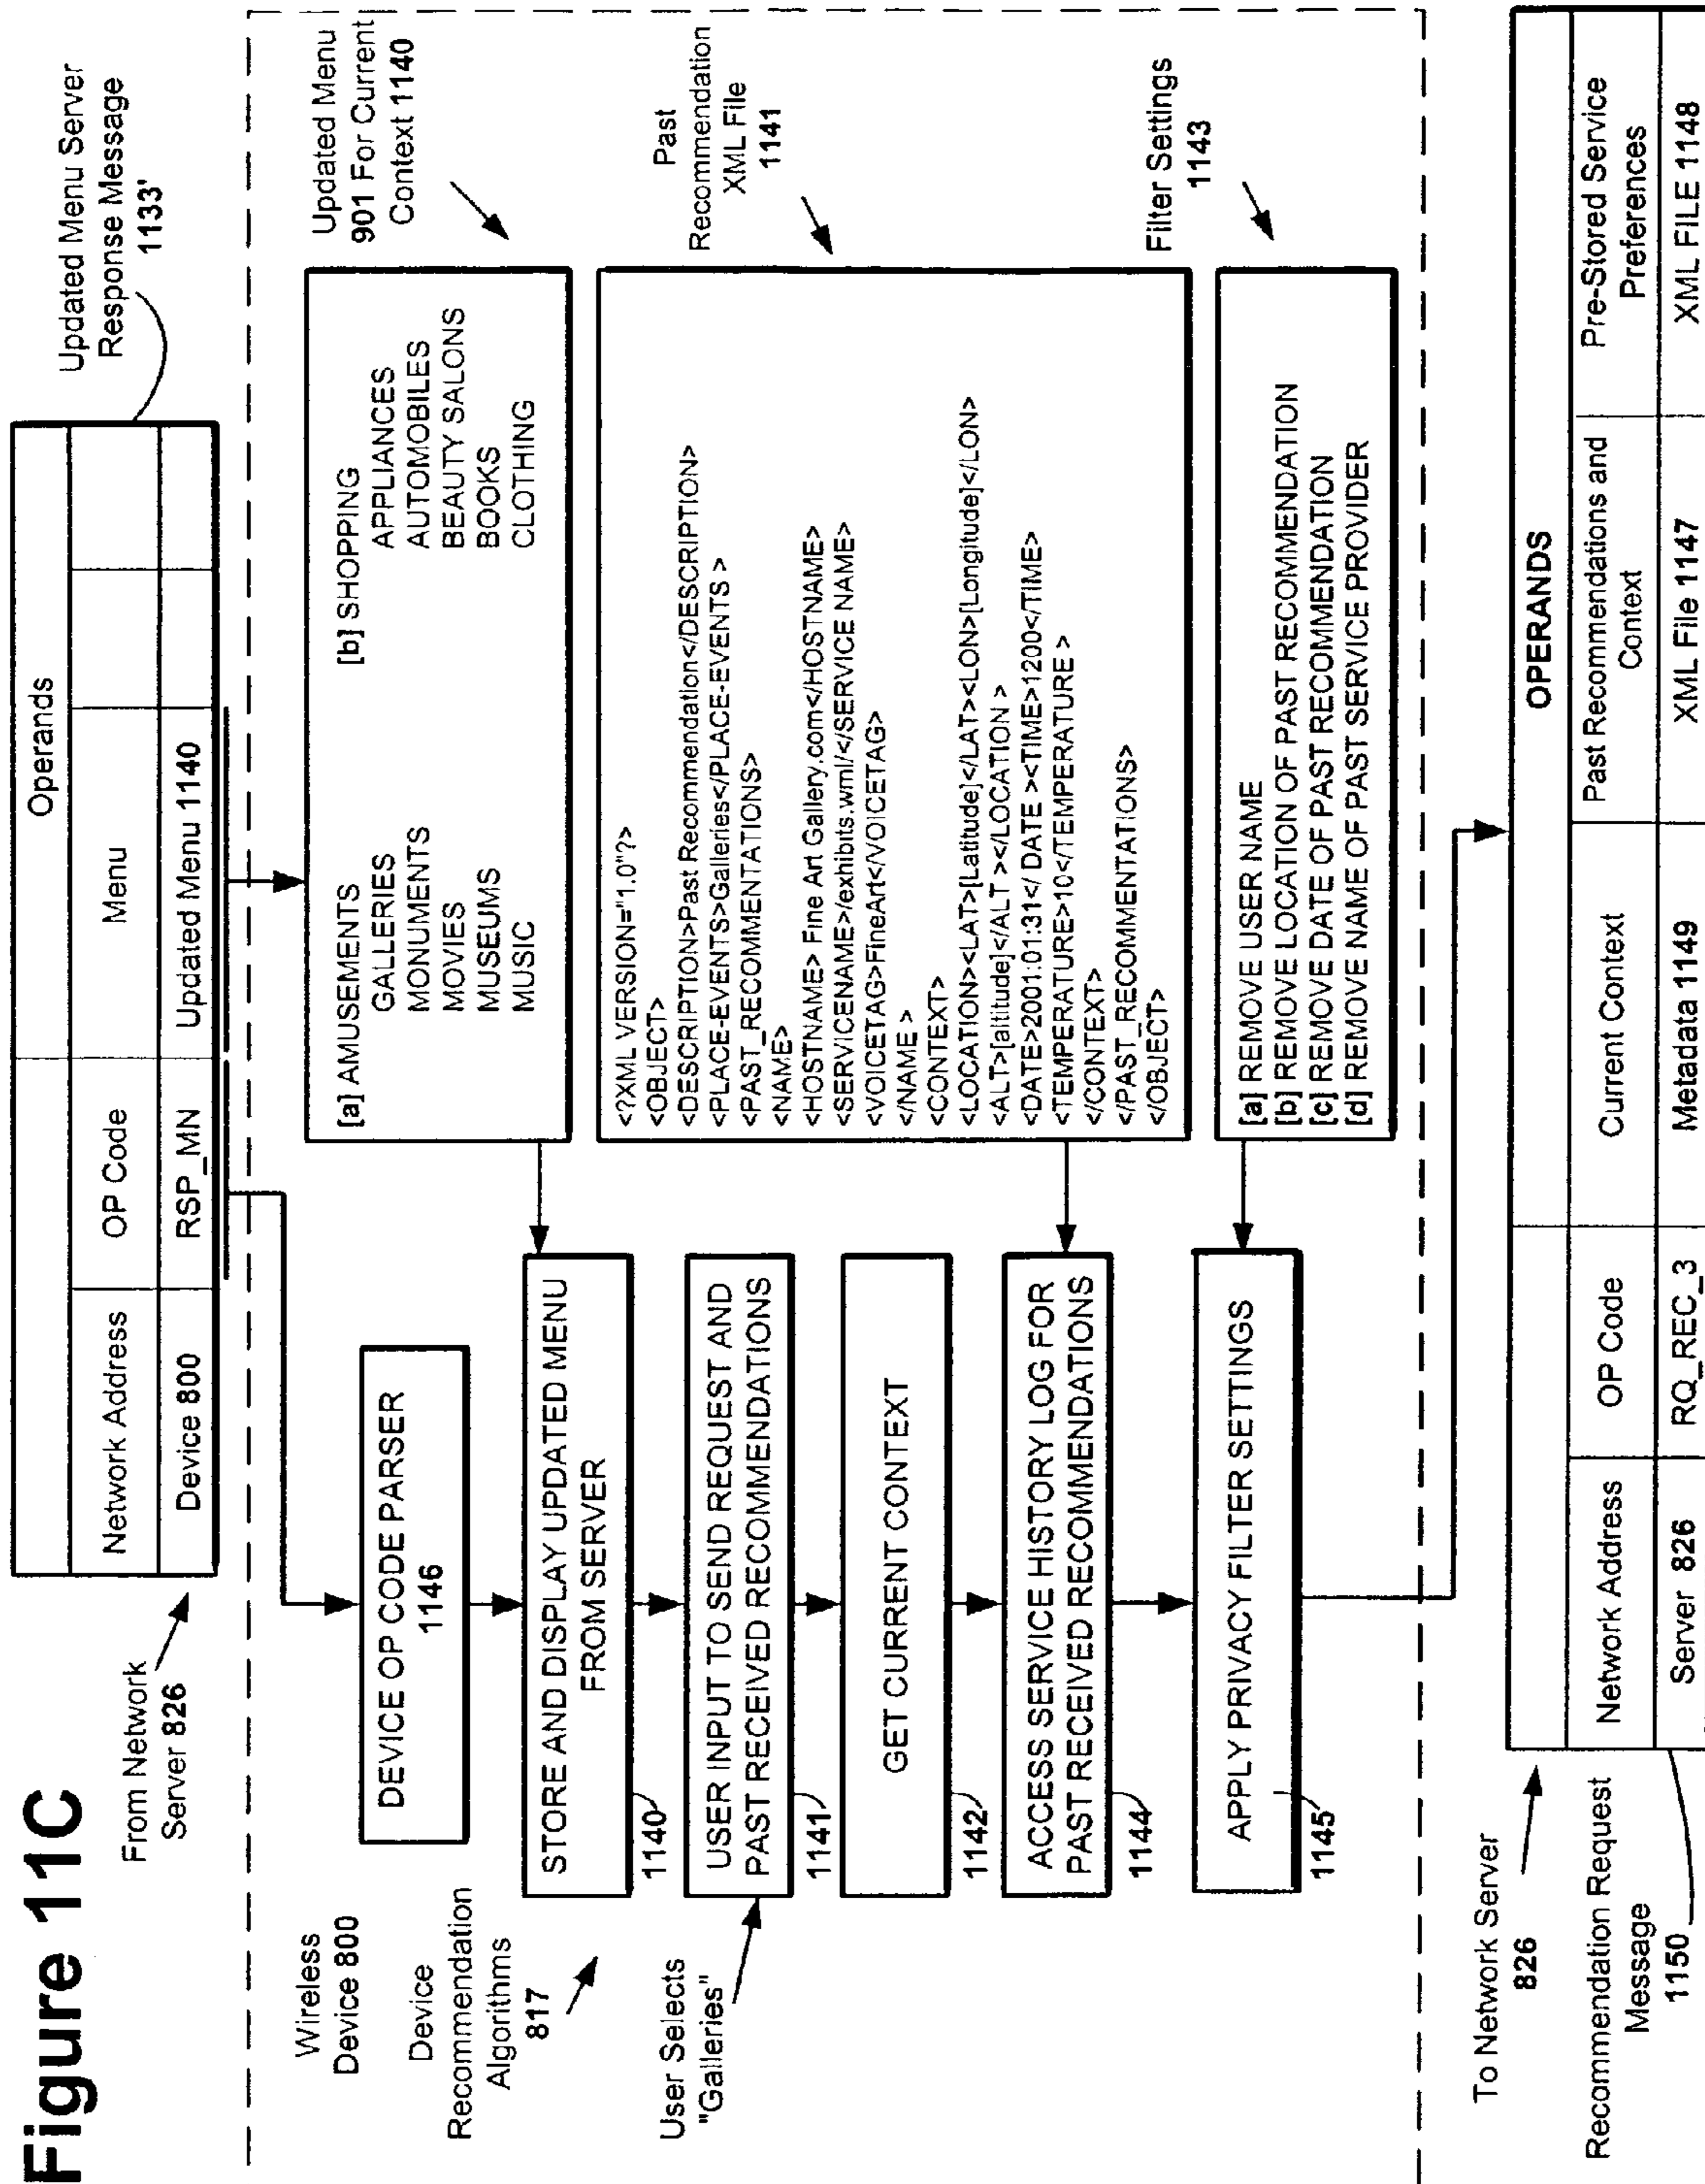 Figure 11C
From Network
Server 826
Operands
Network Address
OP Code
Menu
Device 800
RSP_MN
Updated Menu 1140
Updated Menu Server
Response Message
1133'
Wireless
Device 800
Device
Recommendation
Algorithms
817
User Selects
"Galleries"
DEVICE OP CODE PARSER
1146
STORE AND DISPLAY UPDATED MENU
FROM SERVER
1140
USER INPUT TO SEND REQUEST AND
PAST RECEIVED RECOMMENDATIONS
1141
GET CURRENT CONTEXT
1142
ACCESS SERVICE HISTORY LOG FOR
PAST RECEIVED RECOMMENDATIONS
1144
APPLY PRIVACY FILTER SETTINGS
1145
[a] AMUSEMENTS
GALLERIES
MONUMENTS
MOVIES
MUSEUMS
MUSIC
[b] SHOPPING
APPLIANCES
AUTOMOBILES
BEAUTY SALONS
BOOKS
CLOTHING
Updated Menu
901 For Current
Context 1140
<?XML VERSION="1.0"?>
<OBJECT>
<DESCRIPTION>Past Recommendation</DESCRIPTION>
<PLACE-EVENTS>Galleries</PLACE-EVENTS >
<PAST_RECOMMENTATIONS>
<NAME>
<HOSTNAME> Fine Art Gallery.com</HOSTNAME>
<SERVICENAME>/exhibits.wml/</SERVICE NAME>
<VOICETAG>FineArt</VOICETAG>
</NAME >
<CONTEXT>
<LOCATION><LAT>[Latitude]</LAT><LON>[Longitude]</LON>
<ALT>[altitude]</ALT ></LOCATION >
<DATE>2001:01:31</ DATE ><TIME>1200</TIME>
<TEMPERATURE>10</TEMPERATURE >
</CONTEXT>
</PAST_RECOMMENTATIONS>
</OBJECT>
Past
Recommendation
XML File
1141
[a] REMOVE USER NAME
[b] REMOVE LOCATION OF PAST RECOMMENDATION
[c] REMOVE DATE OF PAST RECOMMENDATION
[d] REMOVE NAME OF PAST SERVICE PROVIDER
Filter Settings
1143
To Network Server
826
Recommendation Request
Message
1150
OPERANDS
Network Address
OP Code
Current Context
Past Recommendations and
Context
Pre-Stored Service
Preferences
Server 826
RQ_REC_3
Metadata 1149
XML File 1147
XML FILE 1148